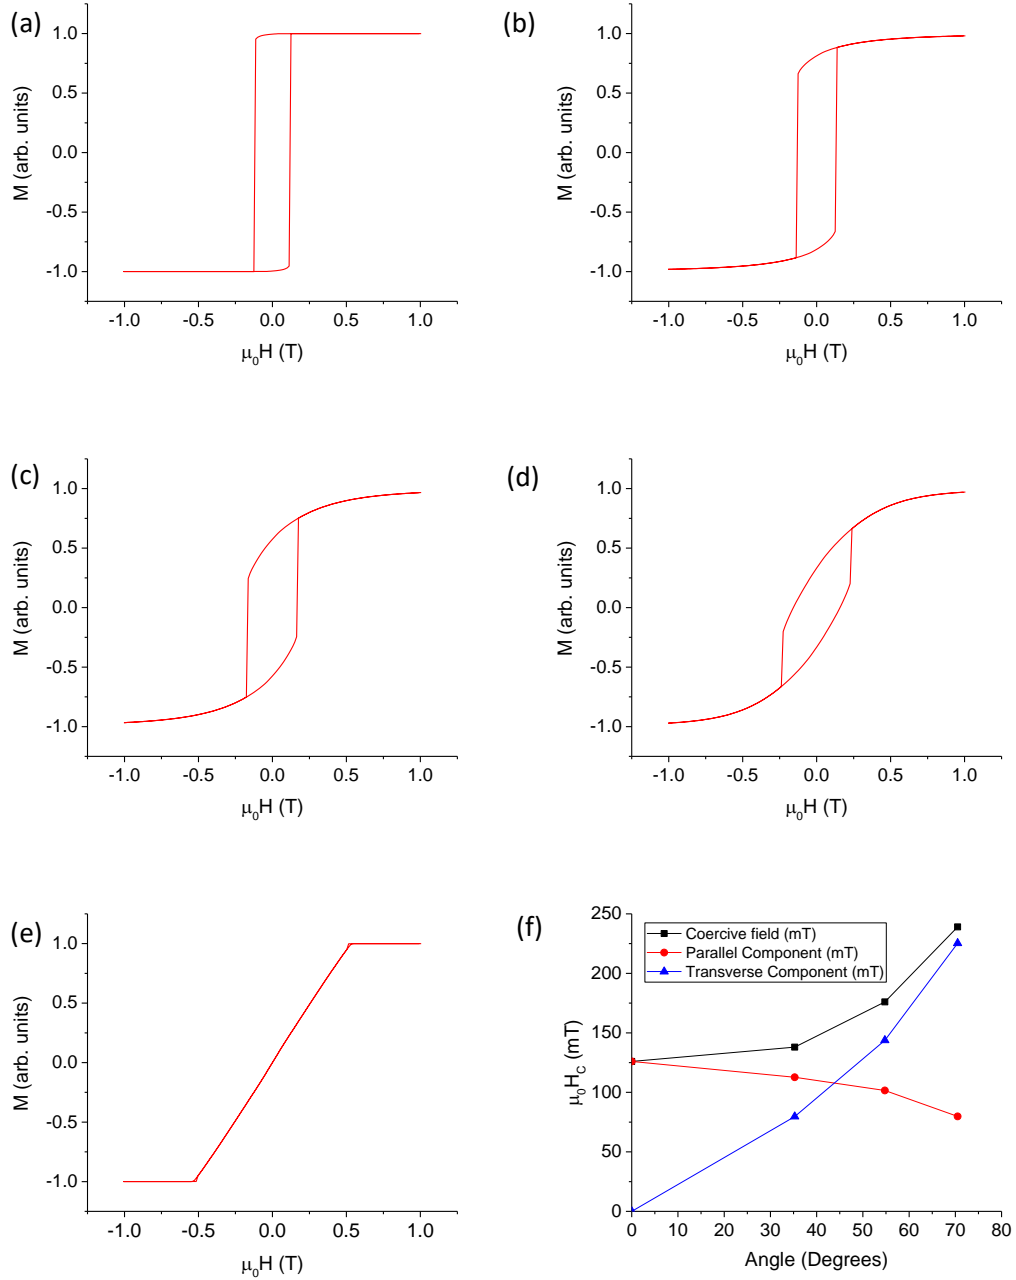 (a)
1.0
0.5
0.0
-0.5
-1.0
M (arb. units)
-1.0 -0.5 0.0 0.5 1.0
μ₀H (T)
(b)
1.0
0.5
0.0
-0.5
-1.0
M (arb. units)
-1.0 -0.5 0.0 0.5 1.0
μ₀H (T)
(c)
1.0
0.5
0.0
-0.5
-1.0
M (arb. units)
-1.0 -0.5 0.0 0.5 1.0
μ₀H (T)
(d)
1.0
0.5
0.0
-0.5
-1.0
M (arb. units)
-1.0 -0.5 0.0 0.5 1.0
μ₀H (T)
(e)
1.0
0.5
0.0
-0.5
-1.0
M (arb. units)
-1.0 -0.5 0.0 0.5 1.0
μ₀H (T)
(f)
250
200
150
100
50
0
μ₀H_C (mT)
Coercive field (mT)
Parallel Component (mT)
Transverse Component (mT)
0 10 20 30 40 50 60 70 80
Angle (Degrees)